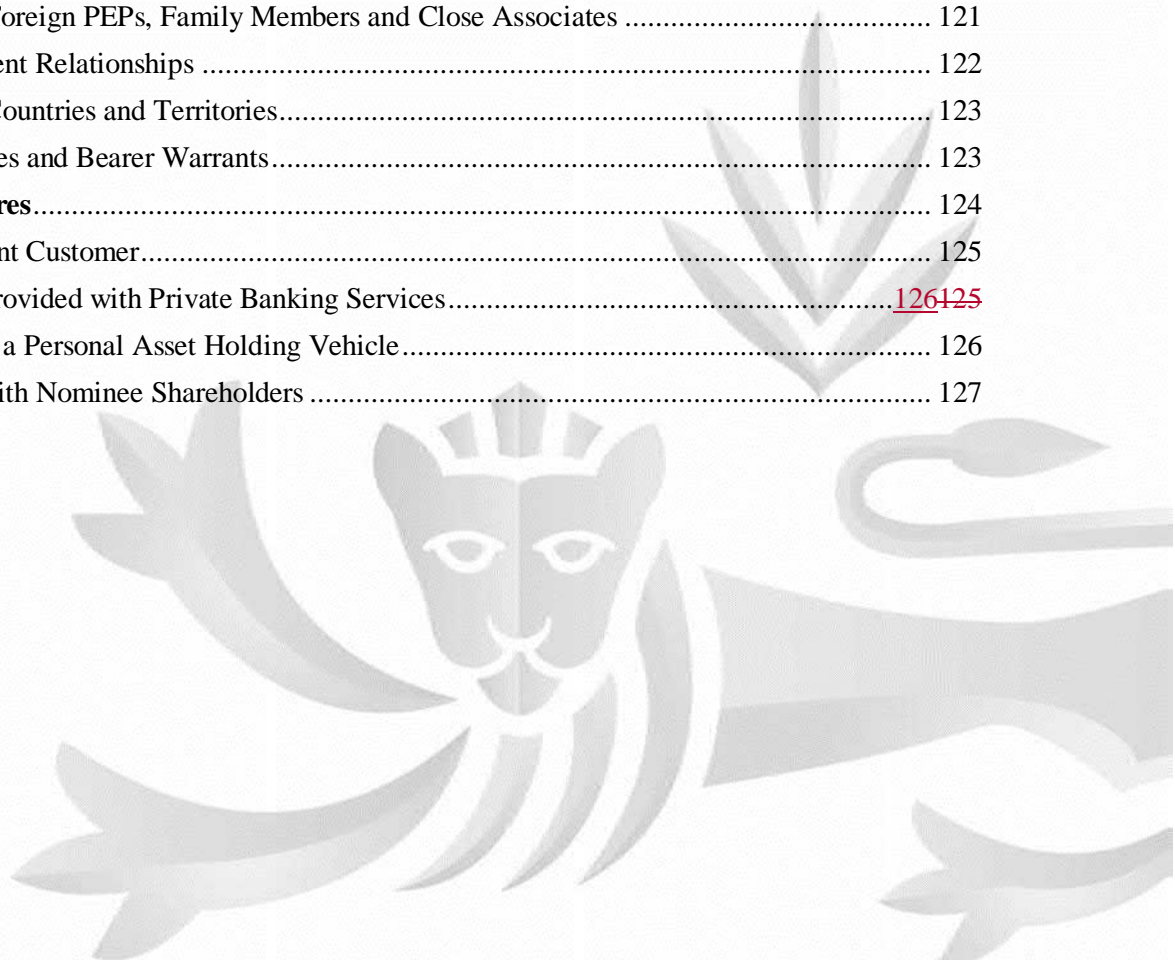 Foreign PEPs, Family Members and Close Associates .......................................... 121
ent Relationships .................................................................................................... 122
Countries and Territories......................................................................................... 123
es and Bearer Warrants........................................................................................... 123
res............................................................................................................................. 124
nt Customer.............................................................................................................. 125
rovided with Private Banking Services.............................................................126125
a Personal Asset Holding Vehicle......................................................................... 126
ith Nominee Shareholders ...................................................................................... 127